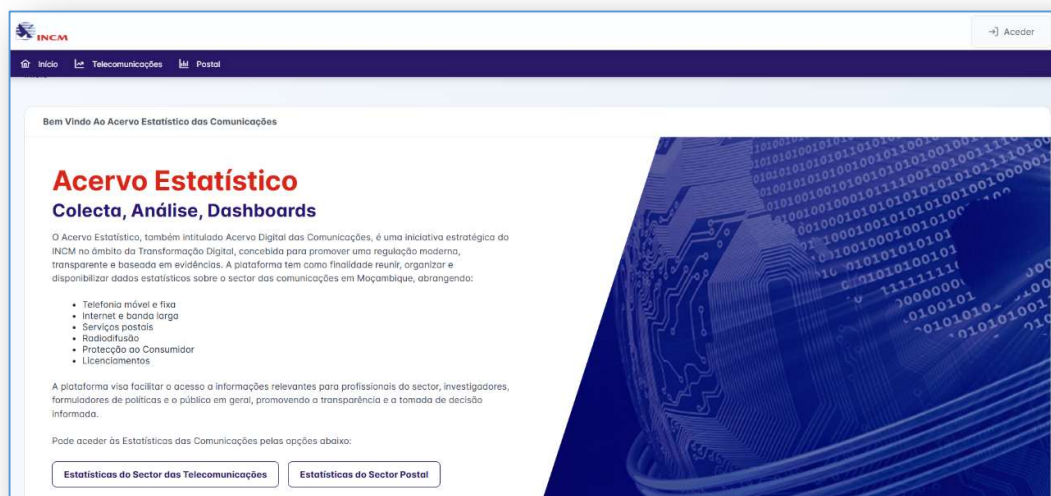 INCM
Aceder
Início
Telecomunicações
Postal
Bem Vindo Ao Acervo Estatístico das Comunicações
Acervo Estatístico
Colecta, Análise, Dashboards
O Acervo Estatístico, também intitulado Acervo Digital das Comunicações, é uma iniciativa estratégica do
INCM no âmbito da Transformação Digital, concebida para promover uma regulação moderna,
transparente e baseada em evidências. A plataforma tem como finalidade reunir, organizar e
disponibilizar dados estatísticos sobre o sector das comunicações em Moçambique, abrangendo:
• Telefonia móvel e fixa
• Internet e banda larga
• Serviços postais
• Radiodifusão
• Protecção ao Consumidor
• Licenciamentos
A plataforma visa facilitar o acesso a informações relevantes para profissionais do sector, investigadores,
formuladores de políticas e o público em geral, promovendo a transparência e a tomada de decisão
informada.
Pode aceder às Estatísticas das Comunicações pelas opções abaixo:
Estatísticas do Sector das Telecomunicações
Estatísticas do Sector Postal